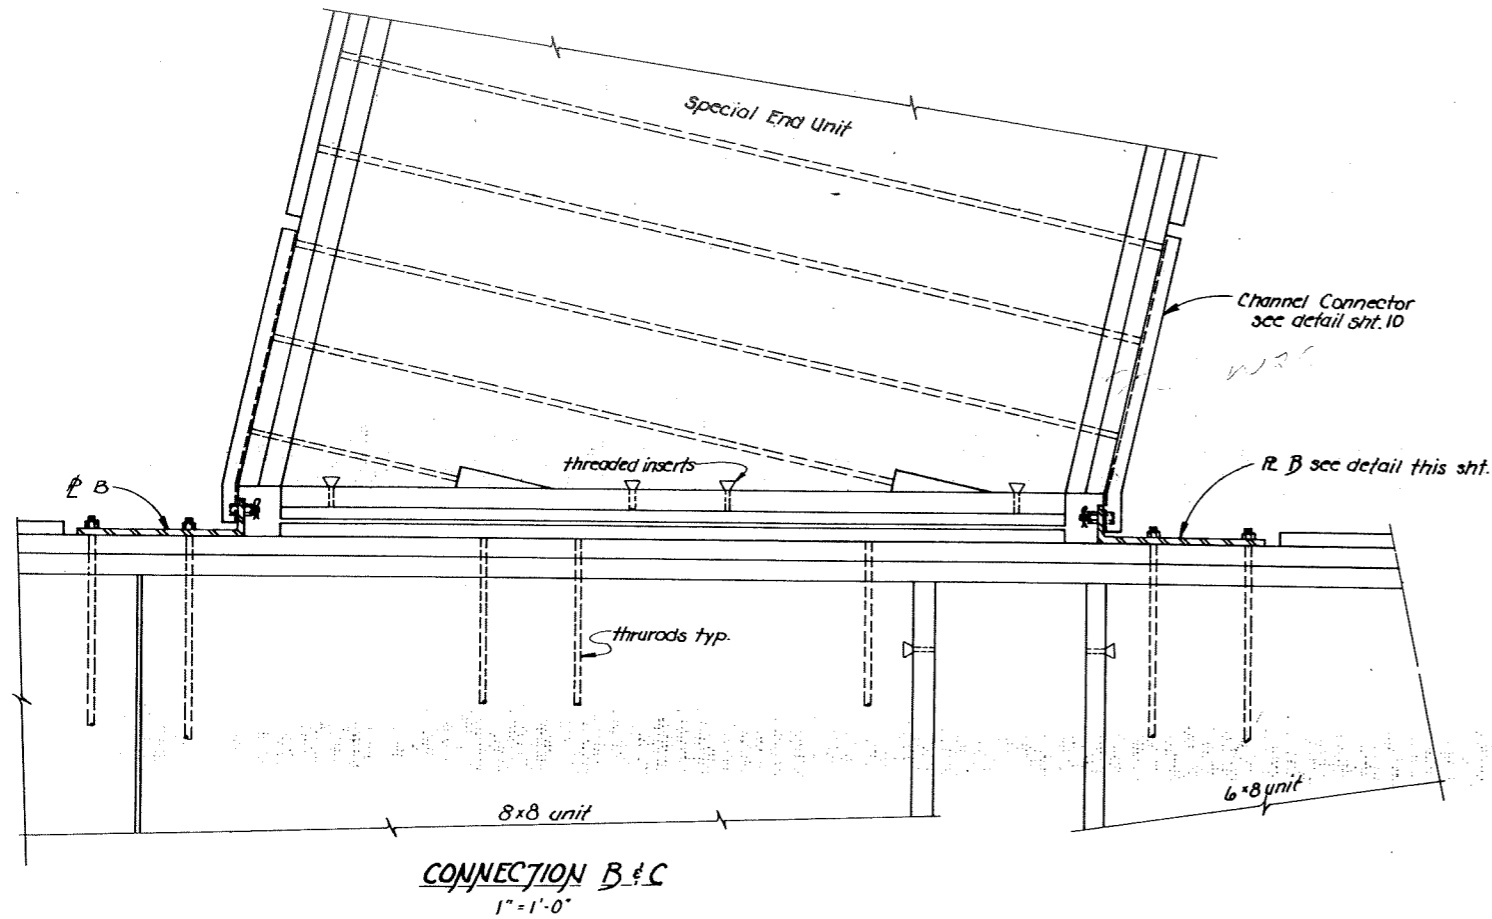 Special End Unit
Channel Connector
see detail sht. 10
threaded inserts
℄ B
PL B see detail this sht.
thrurods typ.
8x8 unit
6x8 unit
CONNECTION B & C
1" = 1'-0"